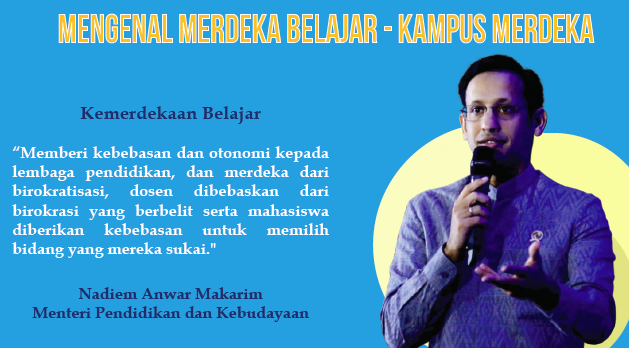 MENGENAL MERDEKA BELAJAR - KAMPUS MERDEKA
Kemerdekaan Belajar
“Memberi kebebasan dan otonomi kepada
lembaga pendidikan, dan merdeka dari
birokratisasi, dosen dibebaskan dari
birokrasi yang berbelit serta mahasiswa
diberikan kebebasan untuk memilih
bidang yang mereka sukai."
Nadiem Anwar Makarim
Menteri Pendidikan dan Kebudayaan